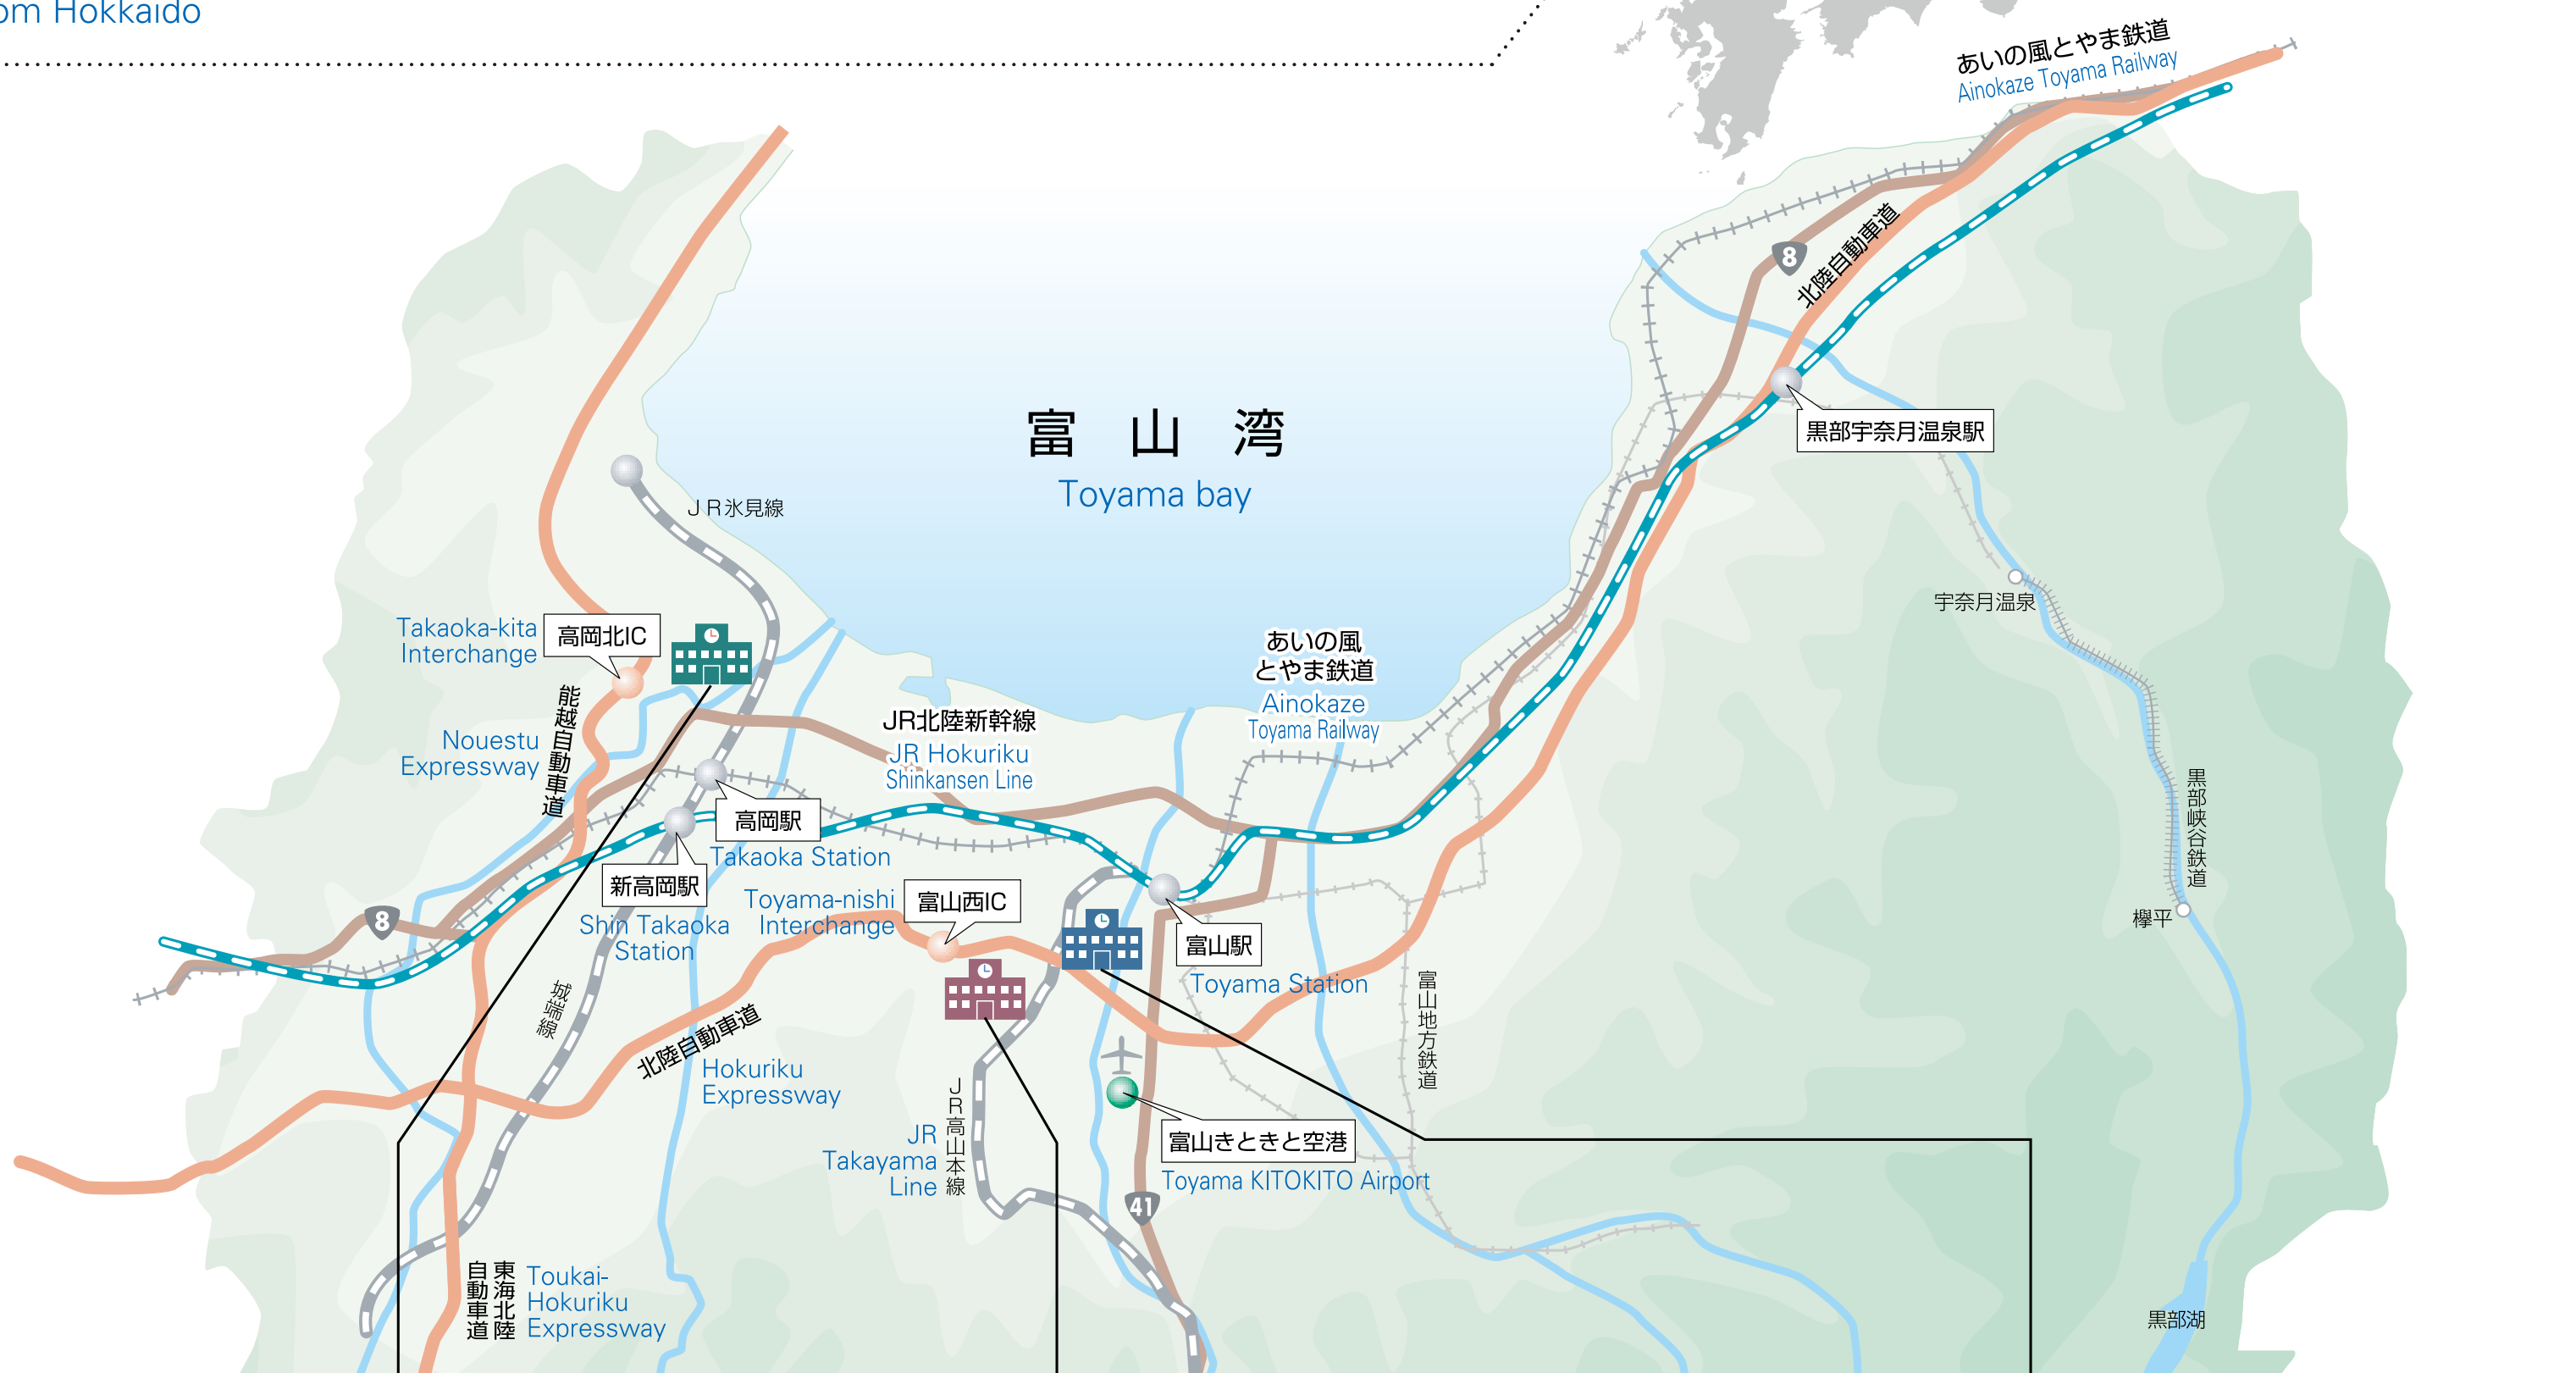 om Hokkaido
あいの風とやま鉄道
Ainokaze Toyama Railway
8
北陸自動車道
富山湾
Toyama bay
黒部宇奈月温泉駅
JR氷見線
宇奈月温泉
Takaoka-kita
Interchange
高岡北IC
能越自動車道
Nouestu
Expressway
あいの風
とやま鉄道
Ainokaze
Toyama Railway
JR北陸新幹線
JR Hokuriku
Shinkansen Line
高岡駅
Takaoka Station
新高岡駅
Shin Takaoka
Station
8
Toyama-nishi
Interchange
富山西IC
富山駅
Toyama Station
黒部峡谷鉄道
欅平
城端線
北陸自動車道
Hokuriku
Expressway
富山地方鉄道
JR高山本線
JR
Takayama
Line
富山きときと空港
Toyama KITOKITO Airport
41
東海北陸
自動車道
Toukai-
Hokuriku
Expressway
黒部湖